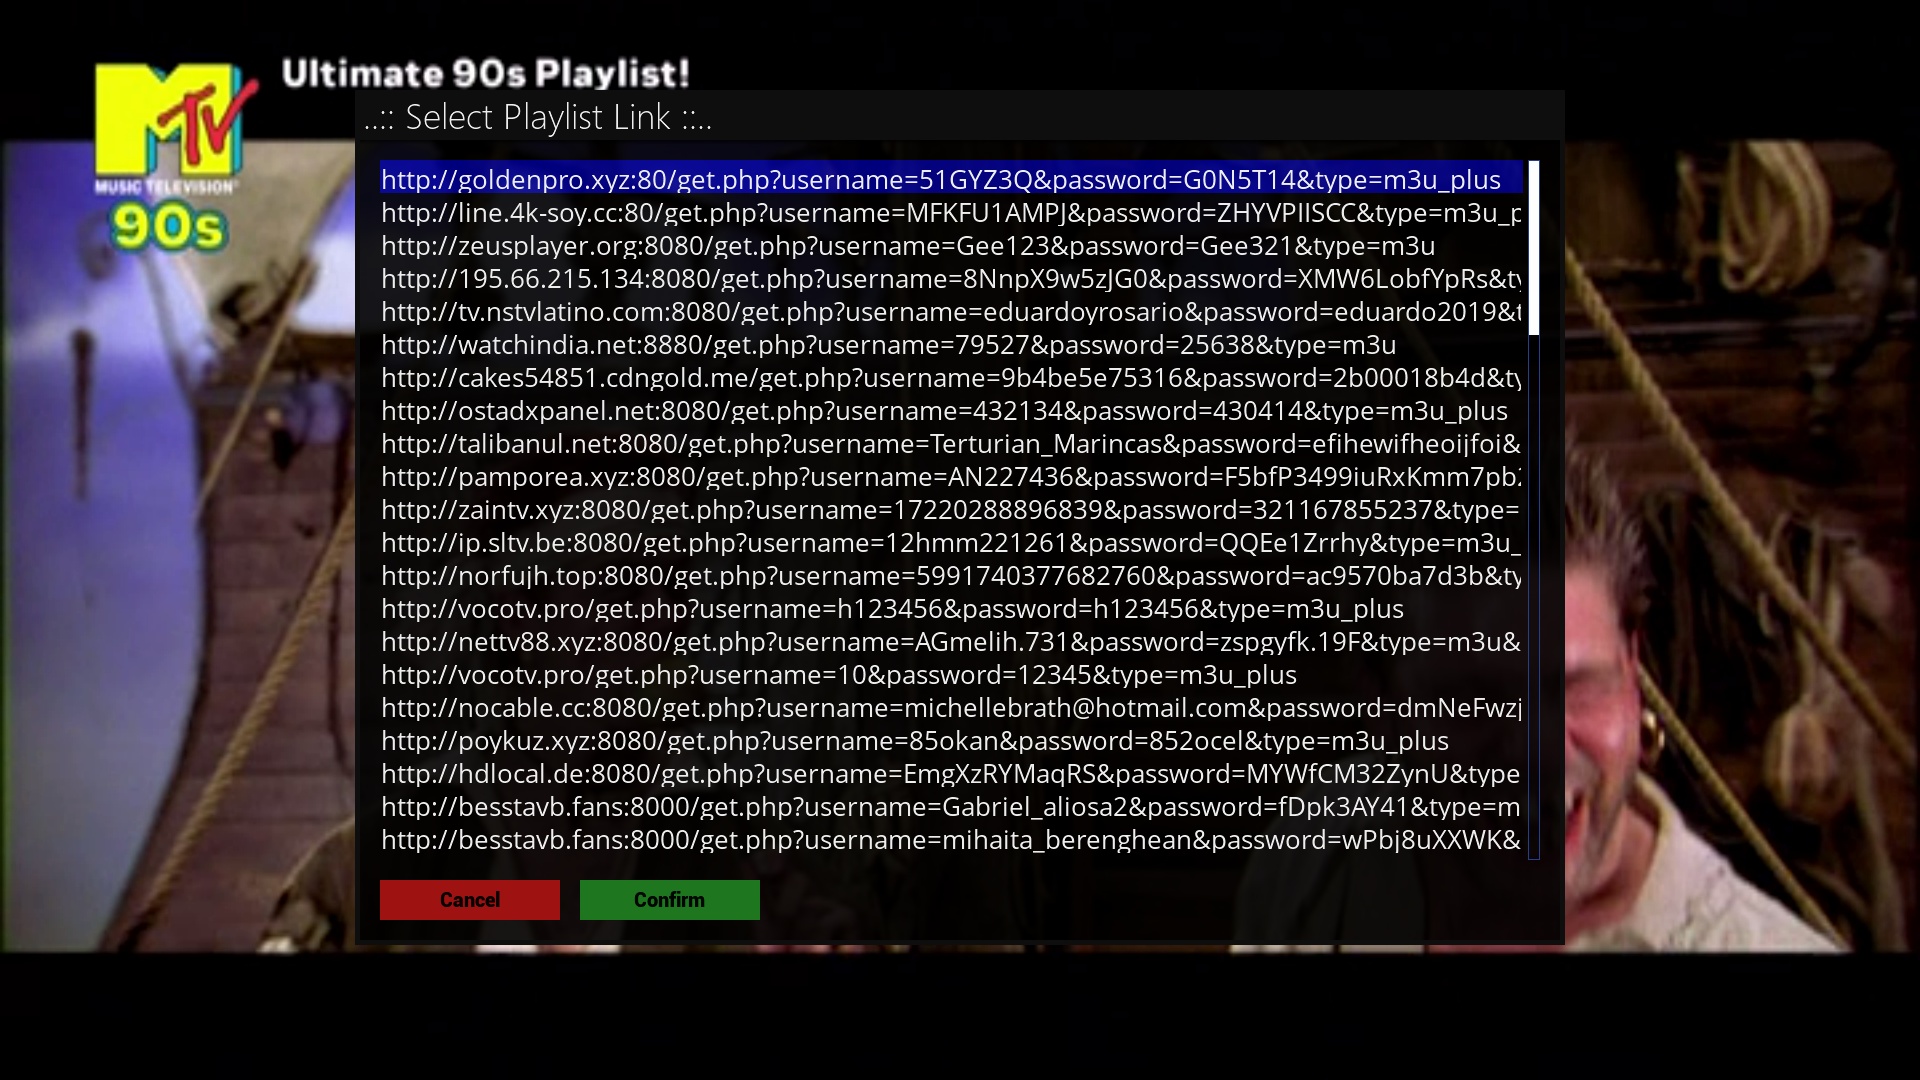 Ultimate 90s Playlist!
MTV
MUSIC TELEVISION
90s
..:: Select Playlist Link ::..
http://goldenpro.xyz:80/get.php?username=51GYZ3Q&password=G0N5T14&type=m3u_plus
http://line.4k-soy.cc:80/get.php?username=MFKFU1AMPJ&password=ZHYVPIISCC&type=m3u_p
http://zeusplayer.org:8080/get.php?username=Gee123&password=Gee321&type=m3u
http://195.66.215.134:8080/get.php?username=8NnpX9w5zJG0&password=XMW6LobfYpRs&ty
http://tv.nstvlatino.com:8080/get.php?username=eduardoyrosario&password=eduardo2019&t
http://watchindia.net:8880/get.php?username=79527&password=25638&type=m3u
http://cakes54851.cdngold.me/get.php?username=9b4be5e75316&password=2b00018b4d&ty
http://ostadxpanel.net:8080/get.php?username=432134&password=430414&type=m3u_plus
http://talibanul.net:8080/get.php?username=Terturian_Marincas&password=efihewifheoijfoi&
http://pamporea.xyz:8080/get.php?username=AN227436&password=F5bfP3499iuRxKmm7pb2
http://zaintv.xyz:8080/get.php?username=17220288896839&password=321167855237&type=
http://ip.sltv.be:8080/get.php?username=12hmm221261&password=QQEe1Zrrhy&type=m3u_
http://norfujh.top:8080/get.php?username=5991740377682760&password=ac9570ba7d3b&ty
http://vocotv.pro/get.php?username=h123456&password=h123456&type=m3u_plus
http://nettv88.xyz:8080/get.php?username=AGmelih.731&password=zspgyfk.19F&type=m3u&
http://vocotv.pro/get.php?username=10&password=12345&type=m3u_plus
http://nocable.cc:8080/get.php?username=michellebrath@hotmail.com&password=dmNeFwzj
http://poykuz.xyz:8080/get.php?username=85okan&password=852ocel&type=m3u_plus
http://hdlocal.de:8080/get.php?username=EmgXzRYMaqRS&password=MYWfCM32ZynU&type
http://besstavb.fans:8000/get.php?username=Gabriel_aliosa2&password=fDpk3AY41&type=m
http://besstavb.fans:8000/get.php?username=mihaita_berenghean&password=wPbj8uXXWK&
Cancel
Confirm